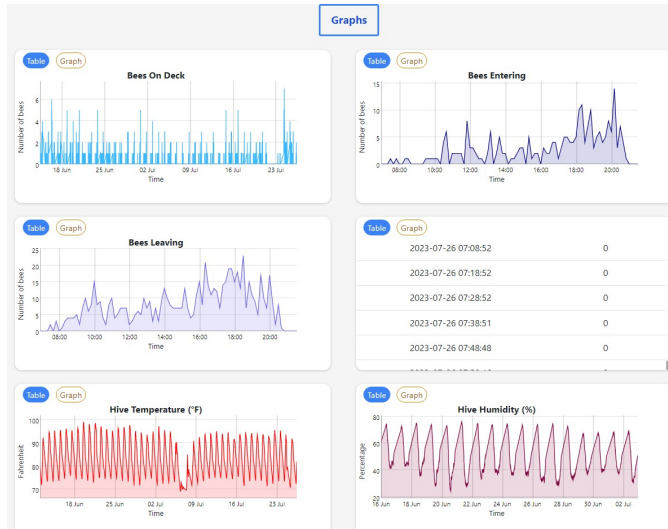 Graphs
Table Graph
Bees On Deck
Number of bees
6
4
2
0
18 Jun 25 Jun 02 Jul 09 Jul 16 Jul 23 Jul
Time
Table Graph
Bees Entering
Number of bees
15
10
5
0
08:00 10:00 12:00 14:00 16:00 18:00 20:00
Time
Table Graph
Bees Leaving
Number of bees
25
20
15
10
5
0
08:00 10:00 12:00 14:00 16:00 18:00 20:00
Time
Table Graph
2023-07-26 07:08:52 0
2023-07-26 07:18:52 0
2023-07-26 07:28:52 0
2023-07-26 07:38:51 0
2023-07-26 07:48:48 0
Table Graph
Hive Temperature (°F)
Fahrenheit
100
90
80
70
18 Jun 25 Jun 02 Jul 09 Jul 16 Jul 23 Jul
Time
Table Graph
Hive Humidity (%)
Percentage
80
60
40
20
16 Jun 18 Jun 20 Jun 22 Jun 24 Jun 26 Jun 28 Jun 30 Jun 02 Jul
Time